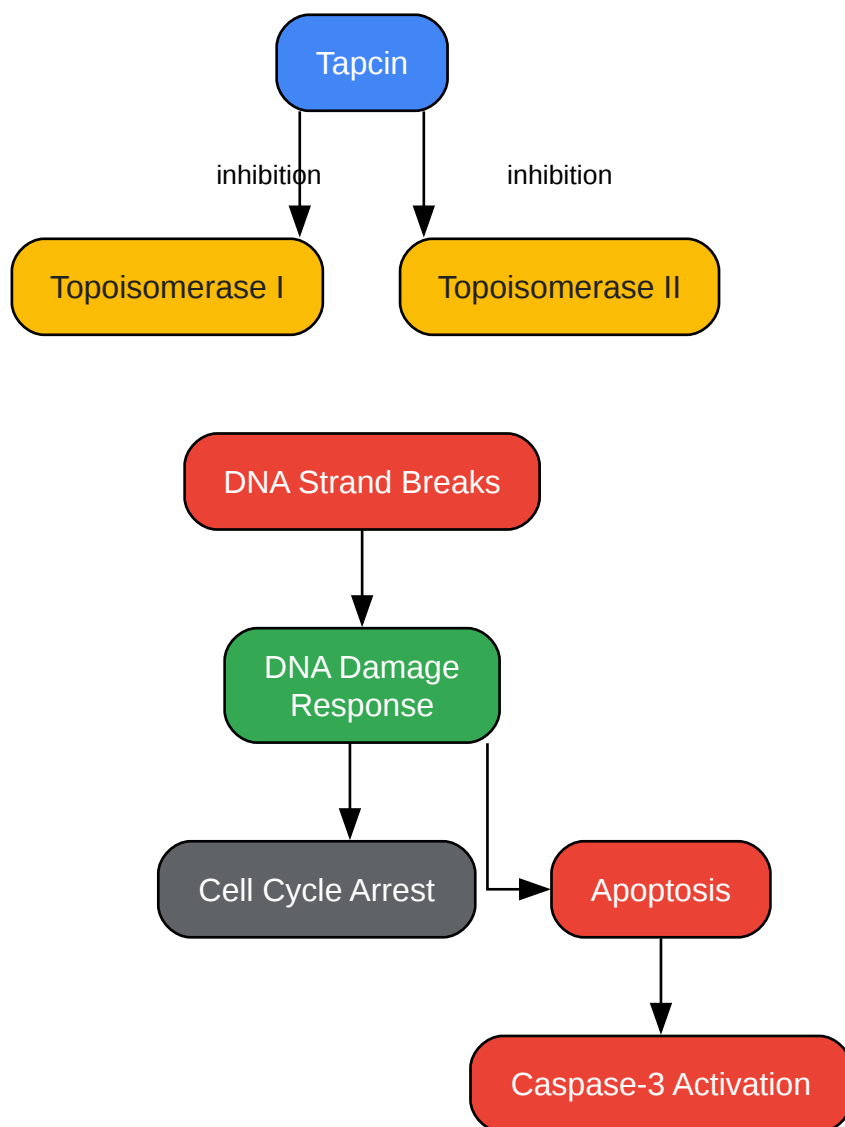 Tapcin
inhibition
inhibition
Topoisomerase I
Topoisomerase II
DNA Strand Breaks
DNA Damage
Response
Cell Cycle Arrest
Apoptosis
Caspase-3 Activation